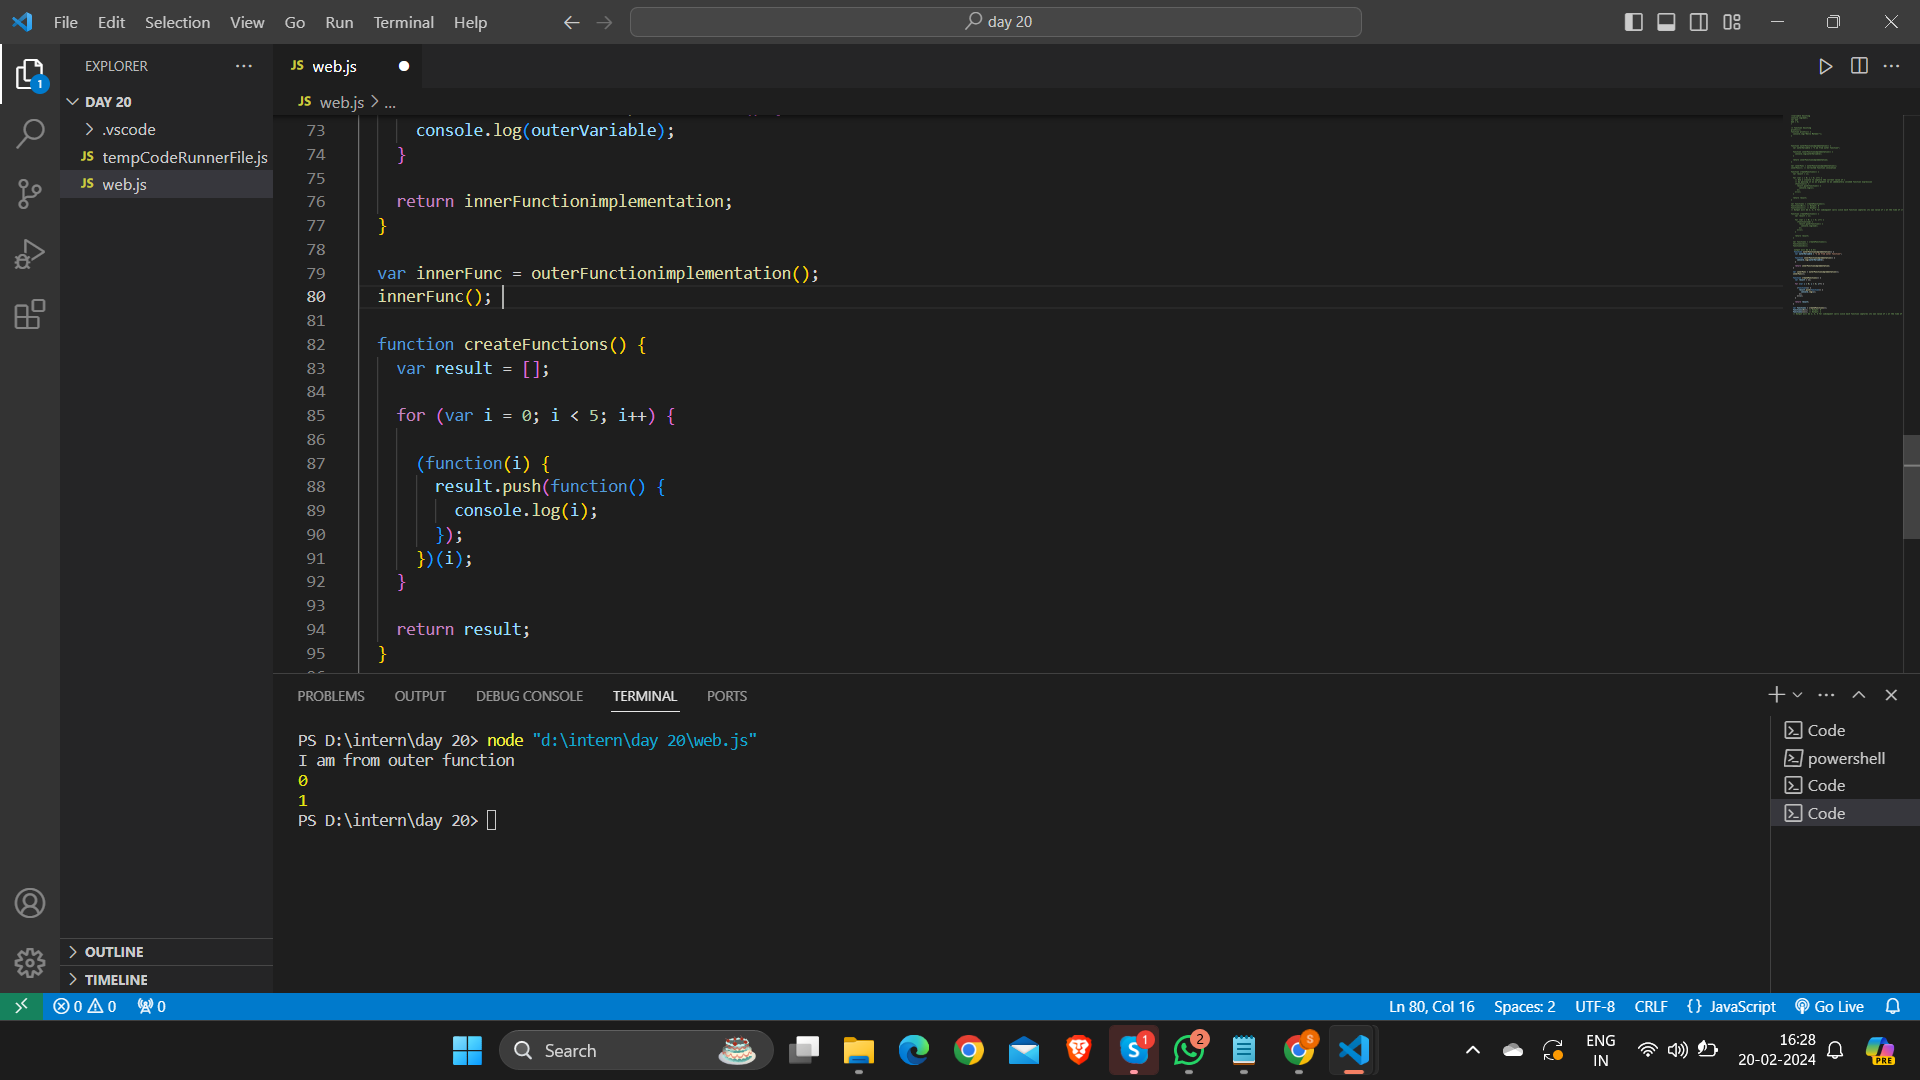 File Edit Selection View Go Run Terminal Help
day 20
EXPLORER
DAY 20
.vscode
JS tempCodeRunnerFile.js
JS web.js
OUTLINE
TIMELINE
1
JS web.js
JS web.js > ...
73 console.log(outerVariable);
74 }
75
76 return innerFunctionimplementation;
77 }
78
79 var innerFunc = outerFunctionimplementation();
80 innerFunc();
81
82 function createFunctions() {
83 var result = [];
84
85 for (var i = 0; i < 5; i++) {
86
87 (function(i) {
88 result.push(function() {
89 console.log(i);
90 });
91 })(i);
92 }
93
94 return result;
95 }
PROBLEMS OUTPUT DEBUG CONSOLE TERMINAL PORTS
PS D:\intern\day 20> node "d:\intern\day 20\web.js"
I am from outer function
0
1
PS D:\intern\day 20>
Code
powershell
Code
Code
0 0 0
Ln 80, Col 16 Spaces: 2 UTF-8 CRLF {} JavaScript Go Live
Search
S 1
2
S
ENG
IN
16:28
20-02-2024
PRE